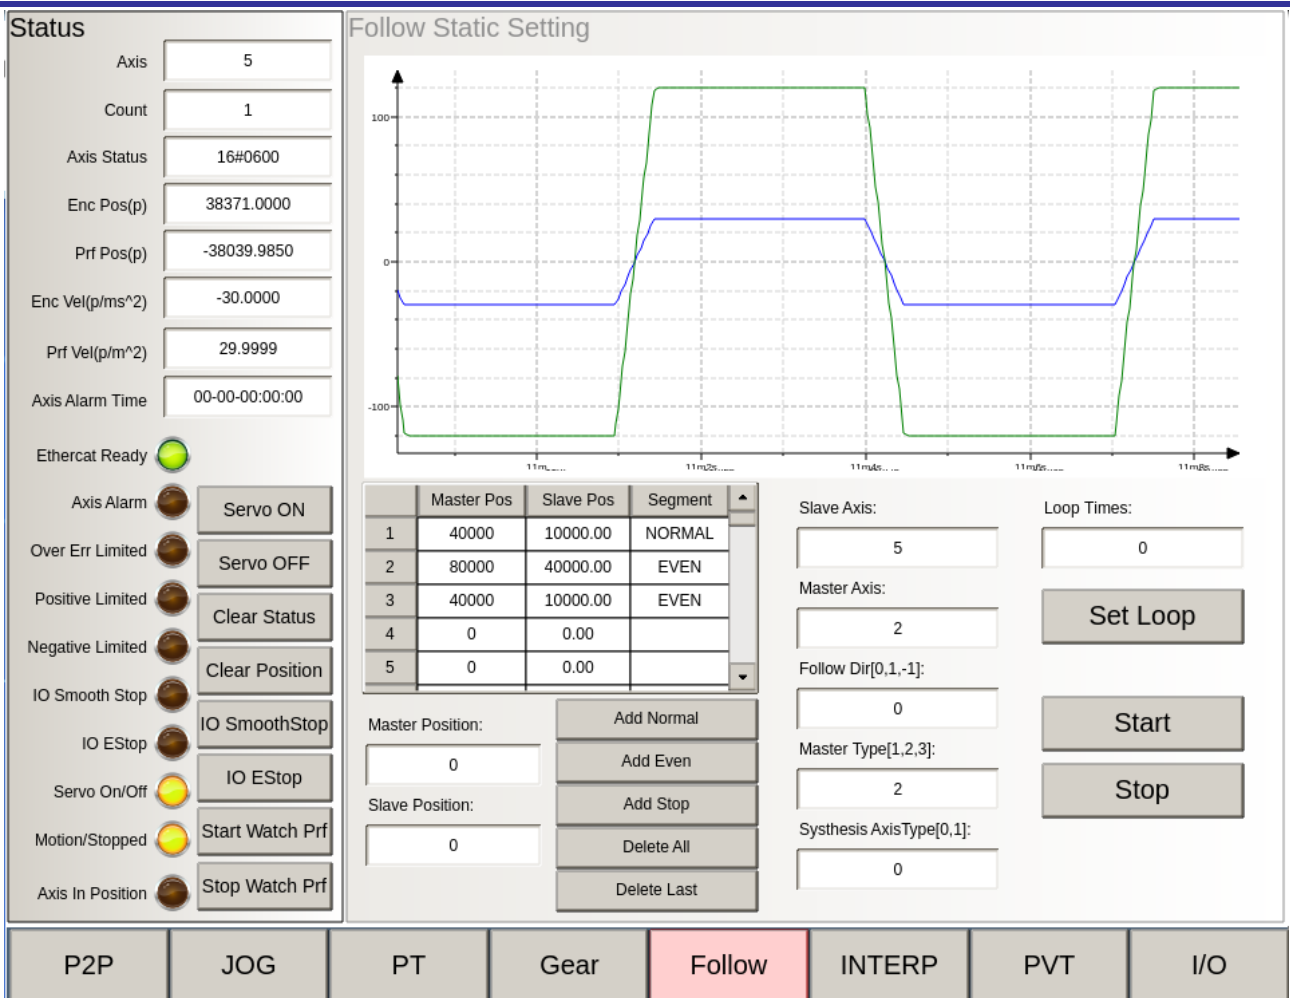 Status
Axis
5
Count
1
Axis Status
16#0600
Enc Pos(p)
38371.0000
Prf Pos(p)
-38039.9850
Enc Vel(p/ms^2)
-30.0000
Prf Vel(p/m^2)
29.9999
Axis Alarm Time
00-00-00:00:00
Ethercat Ready
Axis Alarm
Over Err Limited
Positive Limited
Negative Limited
IO Smooth Stop
IO EStop
Servo On/Off
Motion/Stopped
Axis In Position
Servo ON
Servo OFF
Clear Status
Clear Position
IO SmoothStop
IO EStop
Start Watch Prf
Stop Watch Prf
Follow Static Setting
100
0
-100
11m 11m2s 11m4s 11m6s 11m8s
Master Pos Slave Pos Segment
1 40000 10000.00 NORMAL
2 80000 40000.00 EVEN
3 40000 10000.00 EVEN
4 0 0.00
5 0 0.00
Master Position:
0
Slave Position:
0
Add Normal
Add Even
Add Stop
Delete All
Delete Last
Slave Axis:
5
Master Axis:
2
Follow Dir[0,1,-1]:
0
Master Type[1,2,3]:
2
Systhesis AxisType[0,1]:
0
Loop Times:
0
Set Loop
Start
Stop
P2P JOG PT Gear Follow INTERP PVT I/O